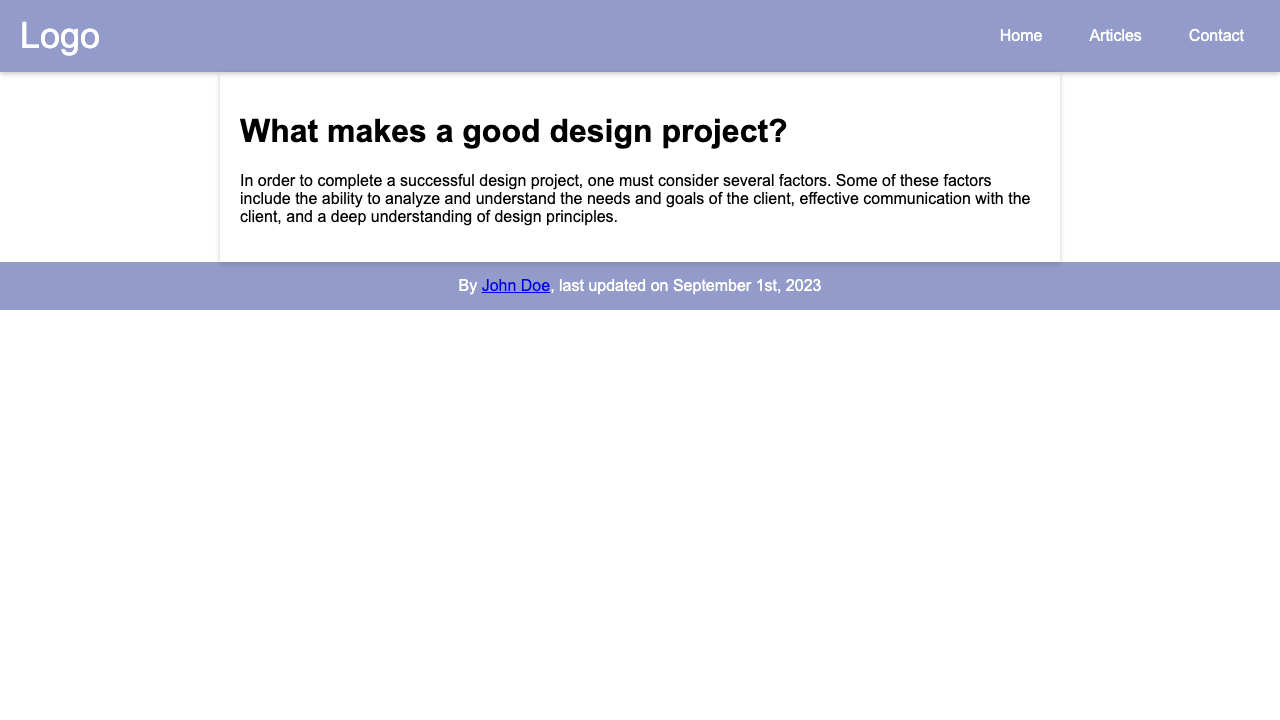 Logo
Home Articles Contact
What makes a good design project?
In order to complete a successful design project, one must consider several factors. Some of these factors
include the ability to analyze and understand the needs and goals of the client, effective communication with the
client, and a deep understanding of design principles.
By John Doe, last updated on September 1st, 2023